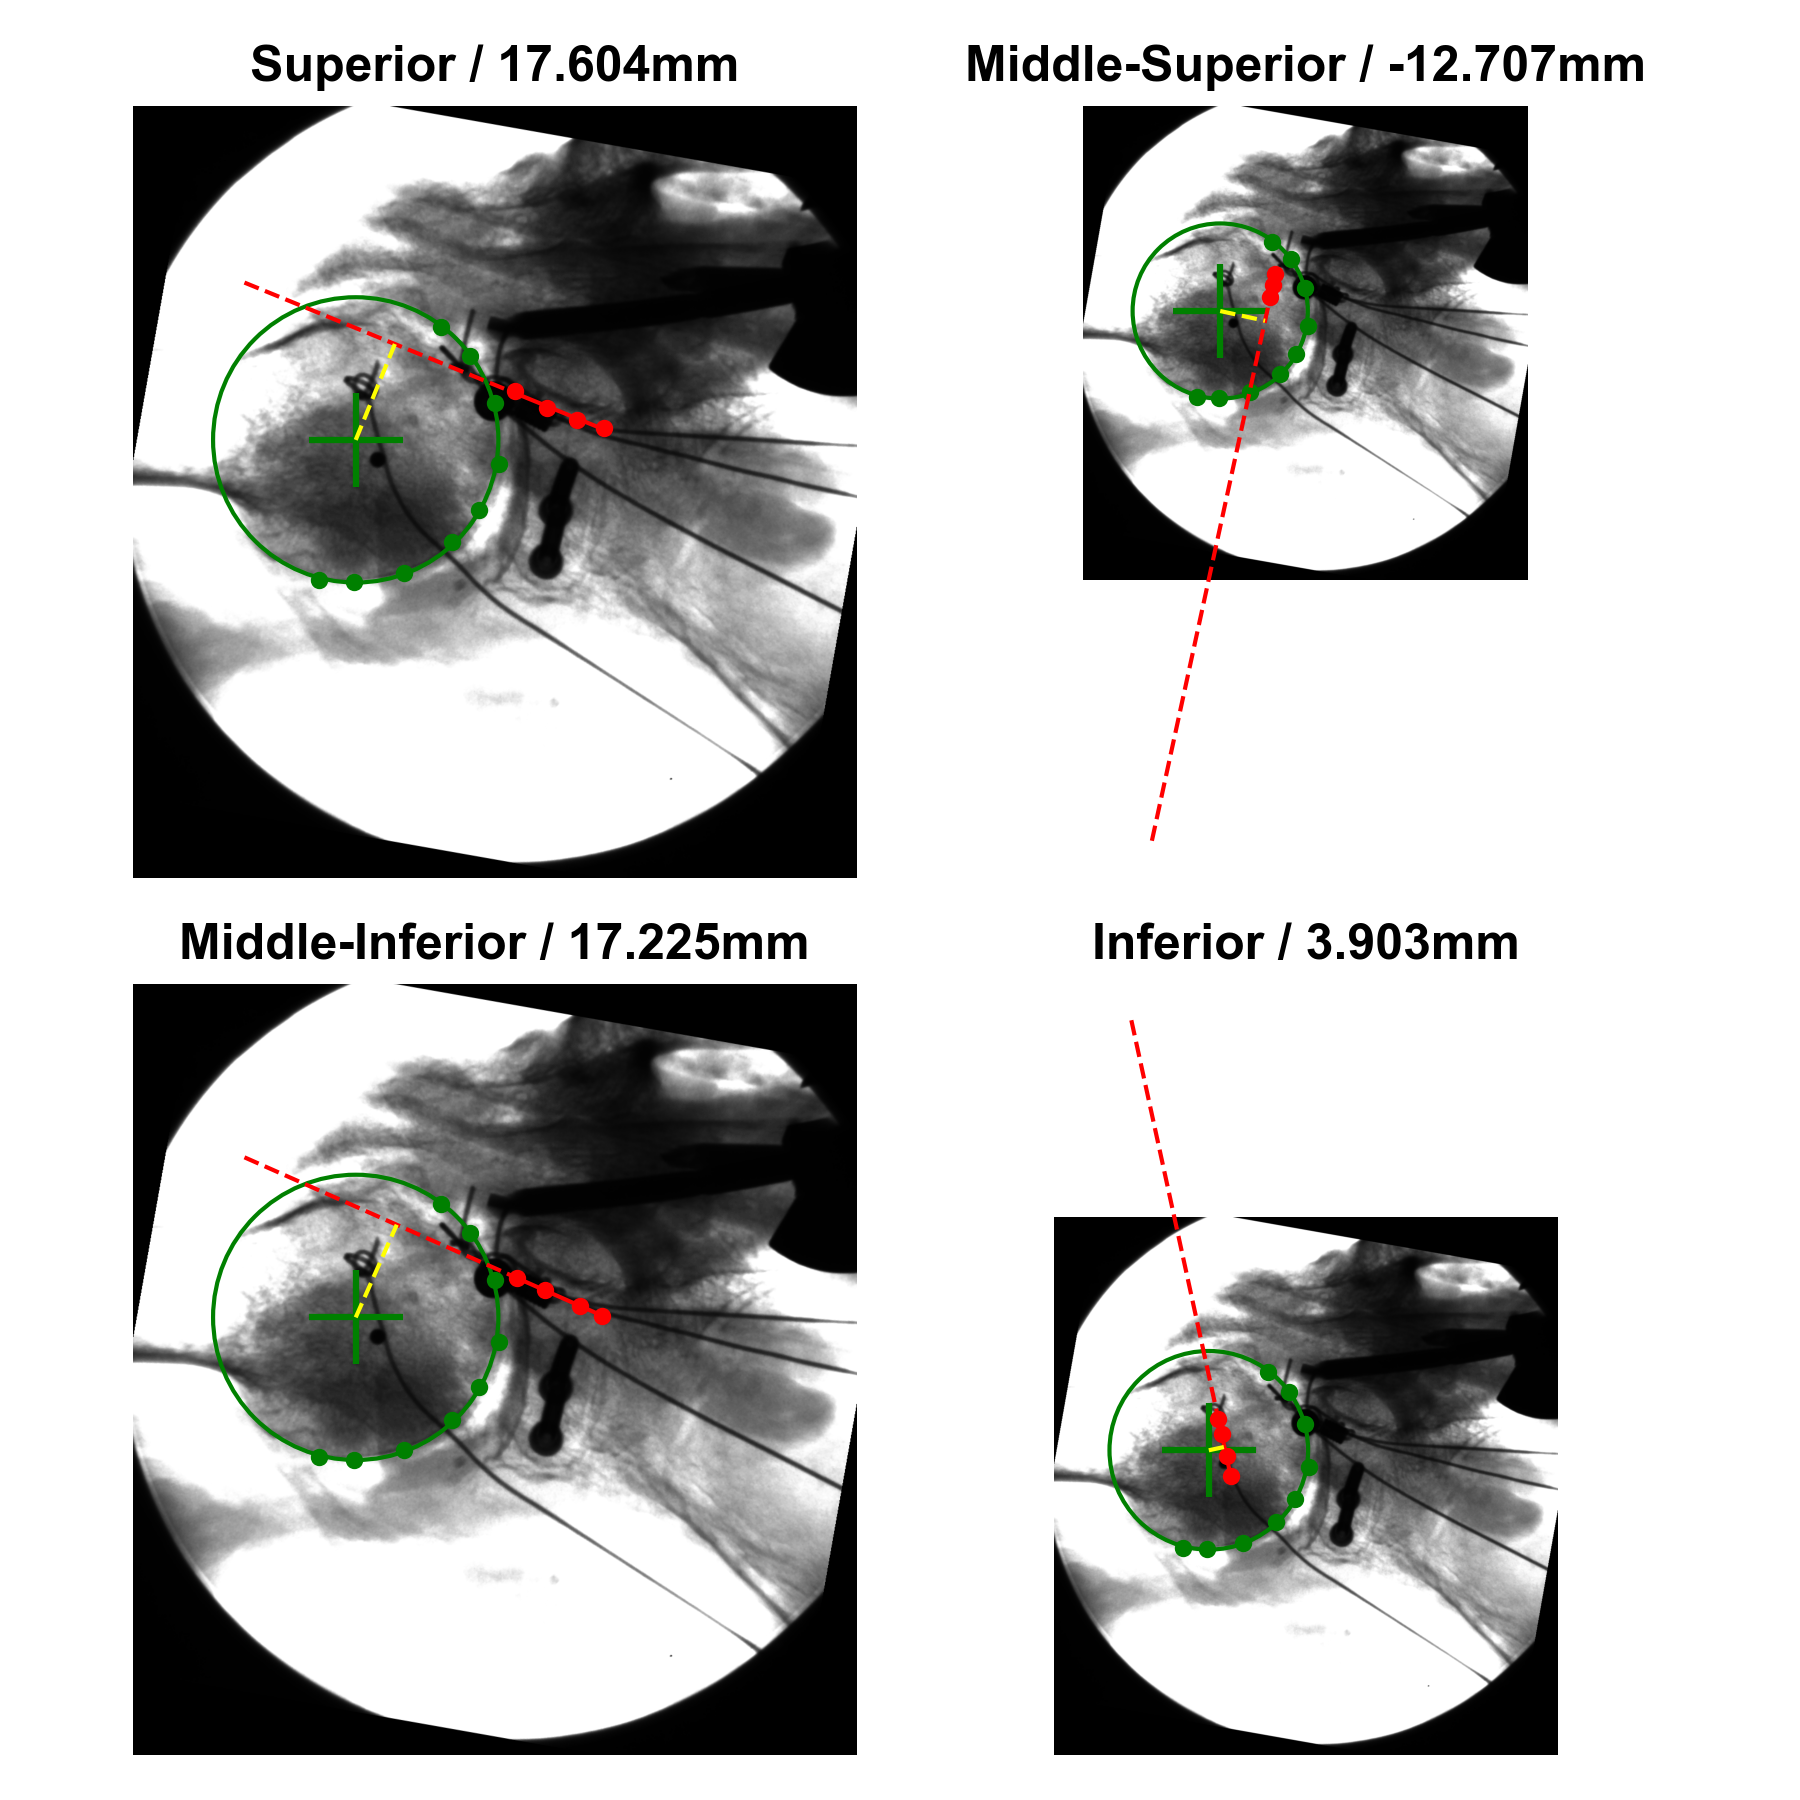 Superior / 17.604mm
Middle-Superior / -12.707mm
Middle-Inferior / 17.225mm
Inferior / 3.903mm